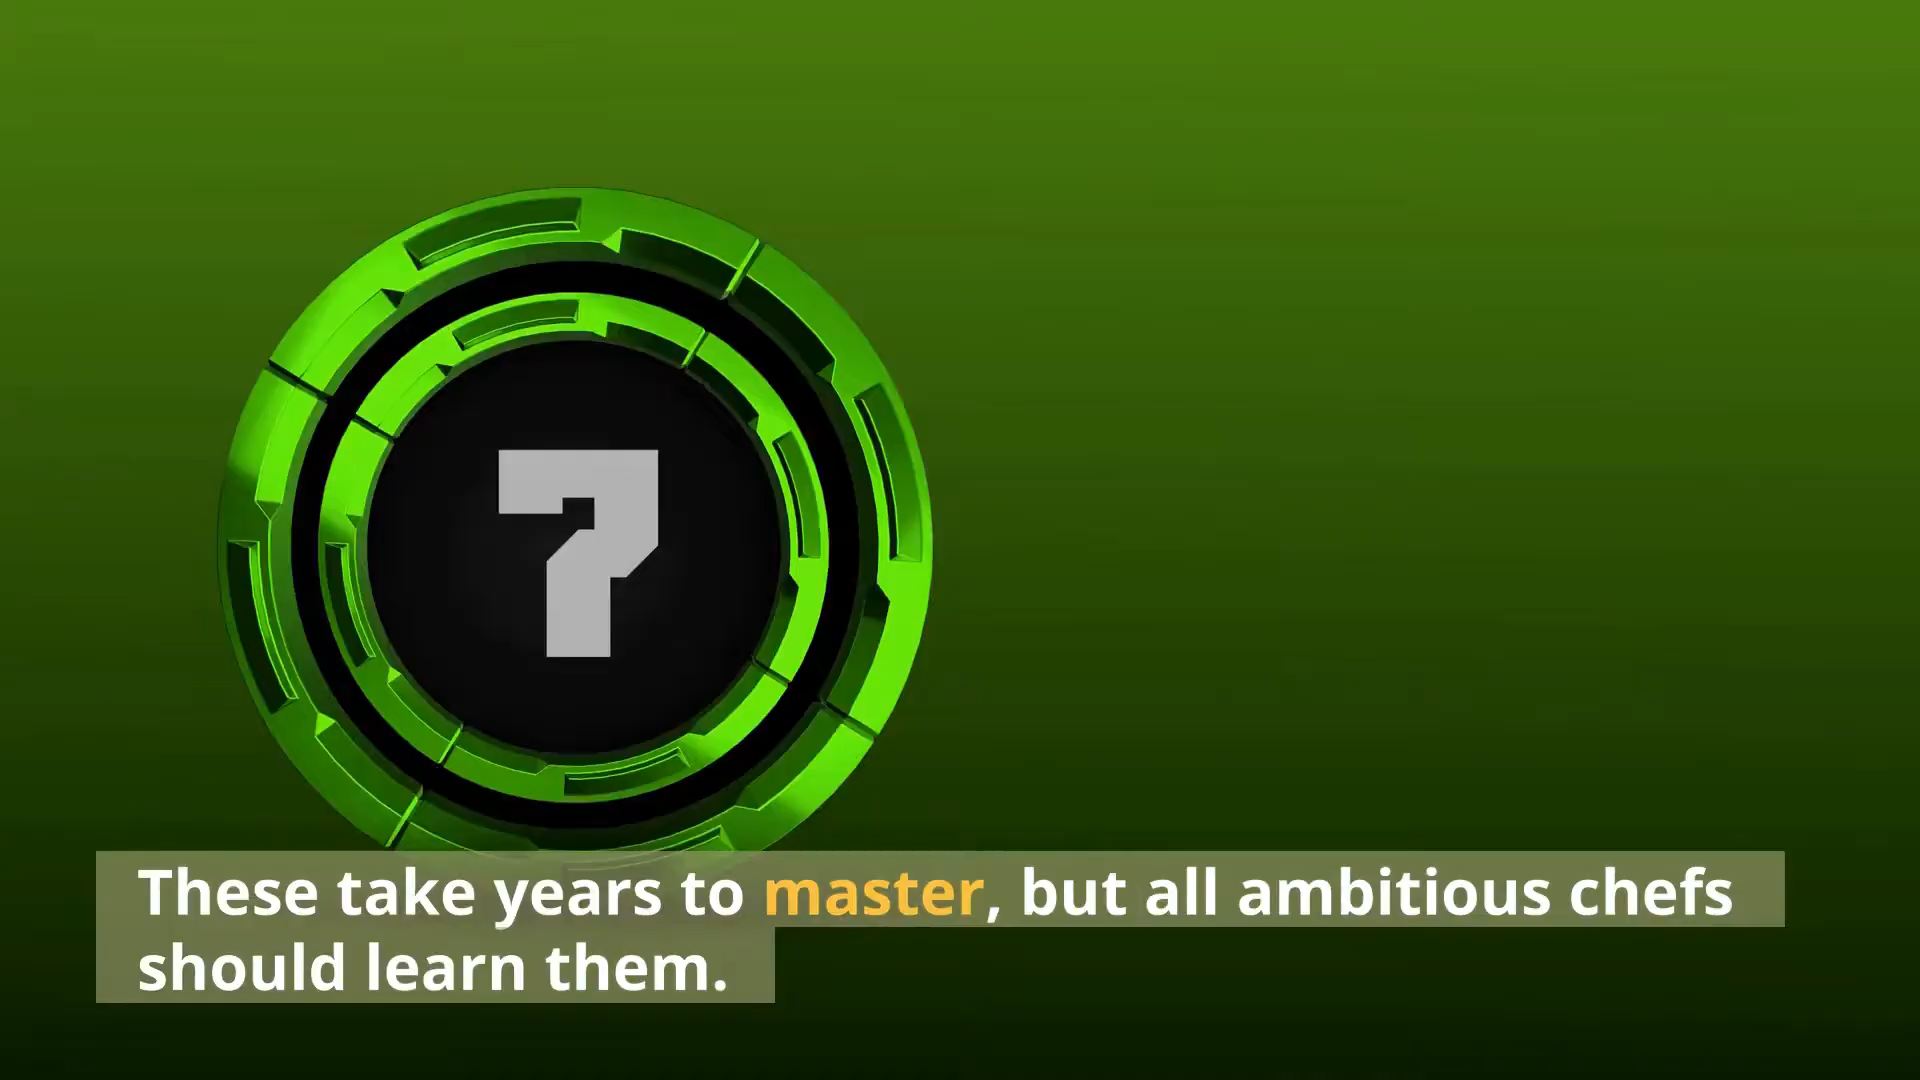 7
These take years to master, but all ambitious chefs
should learn them.